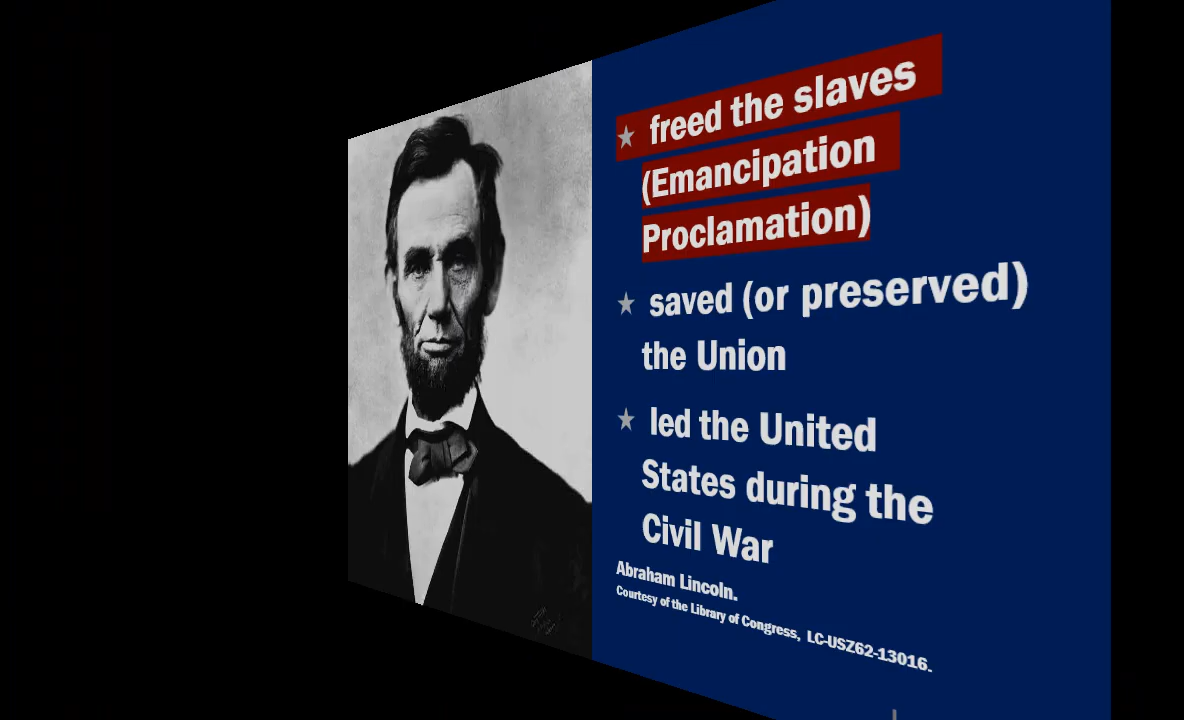 ★ freed the slaves
(Emancipation
Proclamation)
★ saved (or preserved)
the Union
★ led the United
States during the
Civil War
Abraham Lincoln.
Courtesy of the Library of Congress, LC-USZ62-13016.